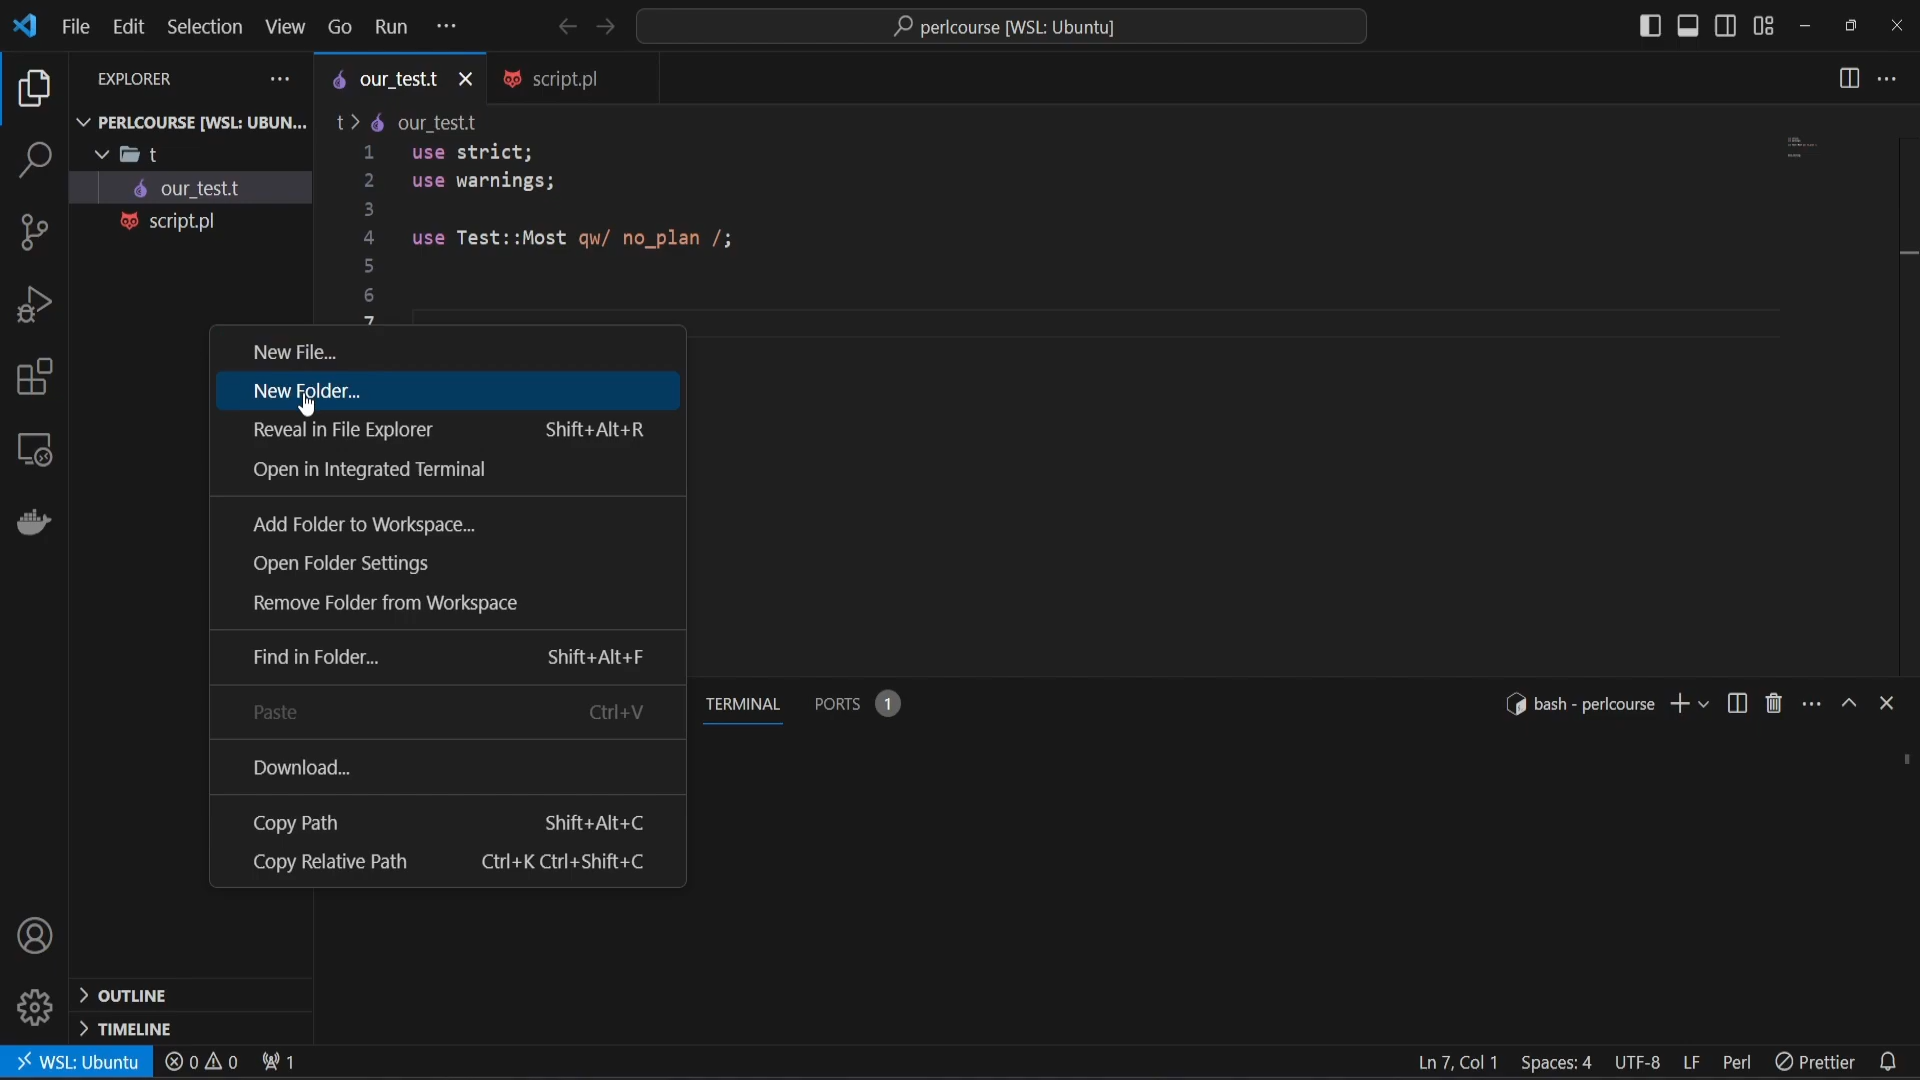 File Edit Selection View Go Run ···
perlcourse [WSL: Ubuntu]
EXPLORER ···
our_test.t
script.pl
PERLCOURSE [WSL: UBUN...
t
our_test.t
script.pl
t > our_test.t
1 use strict;
2 use warnings;
3
4 use Test::Most qw/ no_plan /;
5
6
7
New File...
New Folder...
Reveal in File Explorer Shift+Alt+R
Open in Integrated Terminal
Add Folder to Workspace...
Open Folder Settings
Remove Folder from Workspace
Find in Folder... Shift+Alt+F
Paste Ctrl+V
Download...
Copy Path Shift+Alt+C
Copy Relative Path Ctrl+K Ctrl+Shift+C
TERMINAL PORTS 1
bash - perlcourse
OUTLINE
TIMELINE
WSL: Ubuntu 0 0 1
Ln 7, Col 1 Spaces: 4 UTF-8 LF Perl Prettier